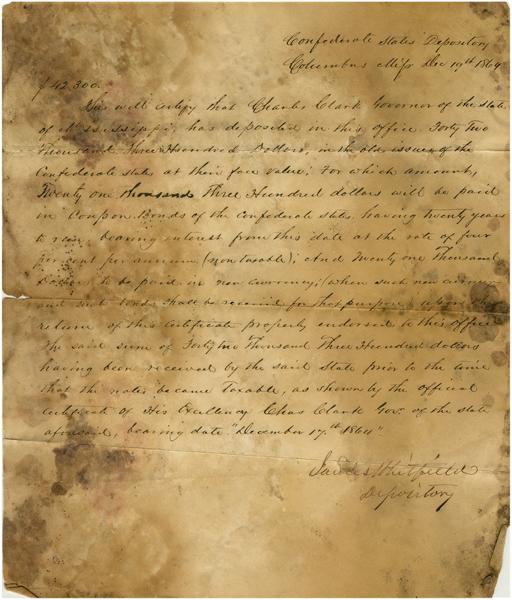 Confederate States Depository
Columbus Miss Dec 19th 1864
$42,300.
This will certify that Charles Clark Governor of the state
of Mississippi, has deposited in this office Forty Two
Thousand Three Hundred Dollars, in the old issues of the
Confederate states at their face value; For which amount,
Twenty one thousand Three Hundred dollars will be paid
in Coupon Bonds of the confederate states, having twenty years
to run, bearing interest from this date at the rate of four
per cent per annum (non taxable); And Twenty one Thousand
Dollars to be paid in new currency; (when such new currency
and such bonds shall be received for that purpose) upon the
return of this certificate properly endorsed to this office
The said sum of Forty two Thousand Three Hundred dollars
having been received by the said State prior to the time
that the notes became taxable, as shown by the official
certificate of His Excellency Chas Clark Gov. of the state
aforesaid, bearing date "December 17th 1864"
James Whitfield
Depository